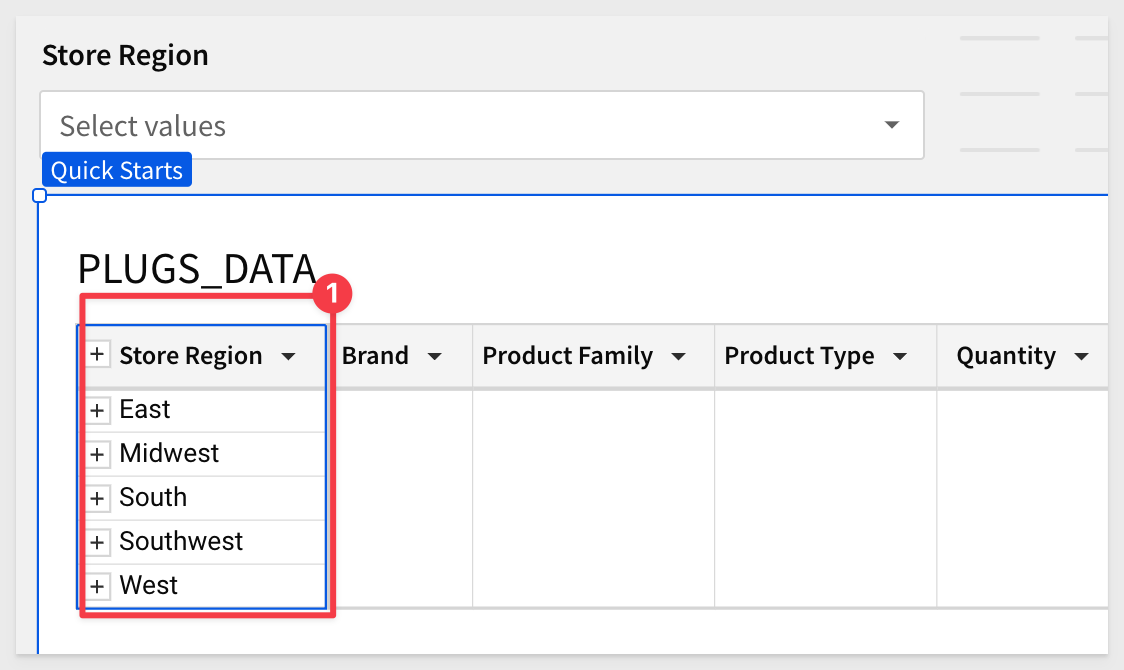 Store Region
Select values
Quick Starts
PLUGS_DATA
1
Store Region Brand Product Family Product Type Quantity
East
Midwest
South
Southwest
West